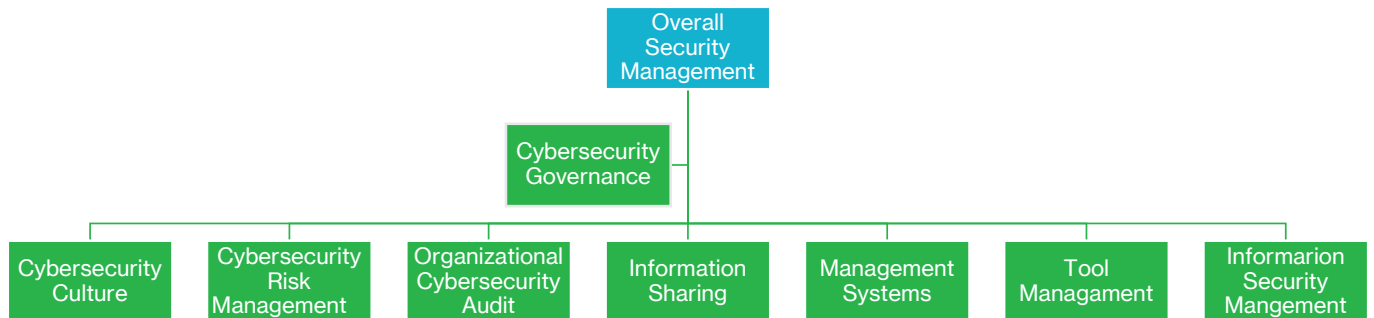 Overall
Security
Management
Cybersecurity
Governance
Cybersecurity
Culture
Cybersecurity
Risk
Management
Organizational
Cybersecurity
Audit
Information
Sharing
Management
Systems
Tool
Managament
Informarion
Security
Mangement